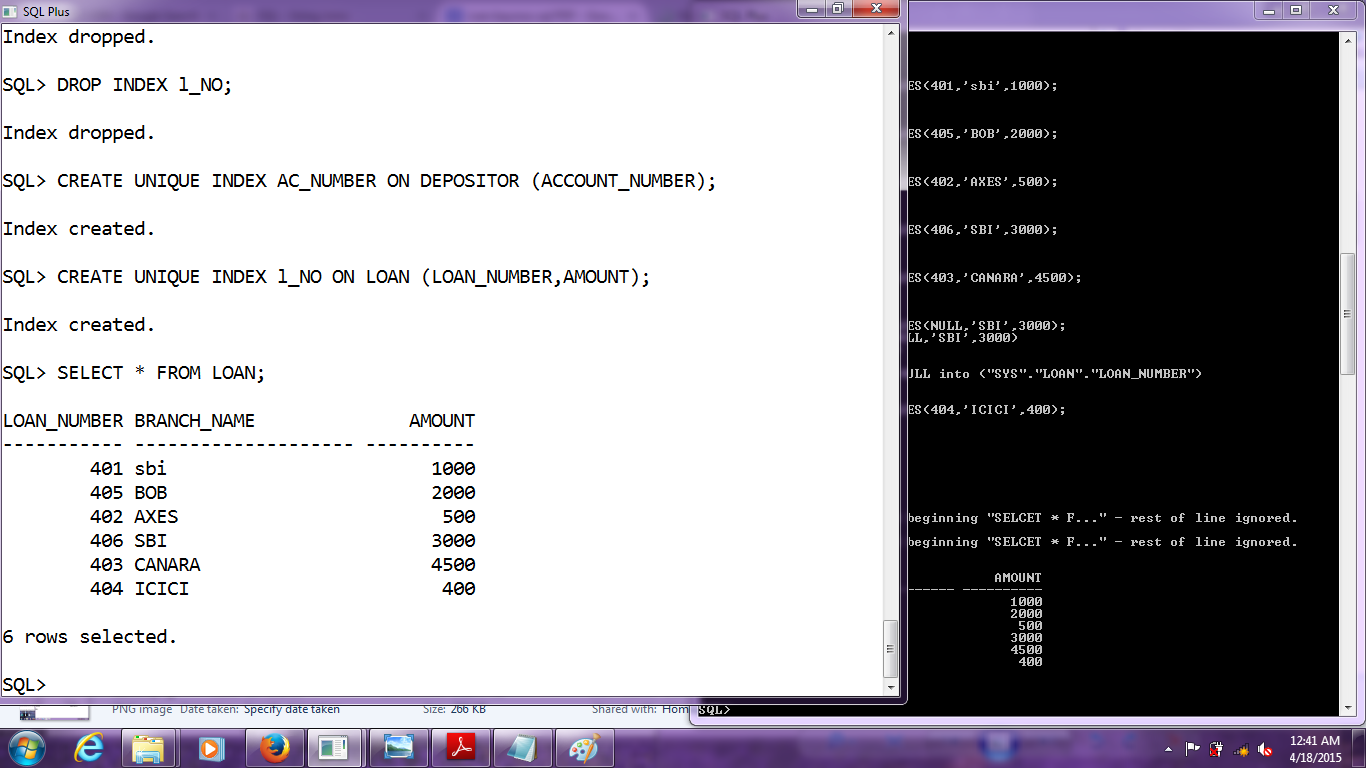 SQL Plus
Index dropped.
SQL> DROP INDEX l_NO;
Index dropped.
SQL> CREATE UNIQUE INDEX AC_NUMBER ON DEPOSITOR (ACCOUNT_NUMBER);
Index created.
SQL> CREATE UNIQUE INDEX l_NO ON LOAN (LOAN_NUMBER,AMOUNT);
Index created.
SQL> SELECT * FROM LOAN;
LOAN_NUMBER BRANCH_NAME AMOUNT
----------- -------------------- ----------
401 sbi 1000
405 BOB 2000
402 AXES 500
406 SBI 3000
403 CANARA 4500
404 ICICI 400
6 rows selected.
SQL>
ES(401,'sbi',1000);
ES(405,'BOB',2000);
ES(402,'AXES',500);
ES(406,'SBI',3000);
ES(403,'CANARA',4500);
ES(NULL,'SBI',3000);
LL,'SBI',3000)
ULL into ("SYS"."LOAN"."LOAN_NUMBER")
ES(404,'ICICI',400);
beginning "SELCET * F..." - rest of line ignored.
beginning "SELCET * F..." - rest of line ignored.
AMOUNT
------ ----------
1000
2000
500
3000
4500
400
SQL>
PNG image Date taken: Specify date taken Size: 266 KB Shared with: Hom
12:41 AM
4/18/2015